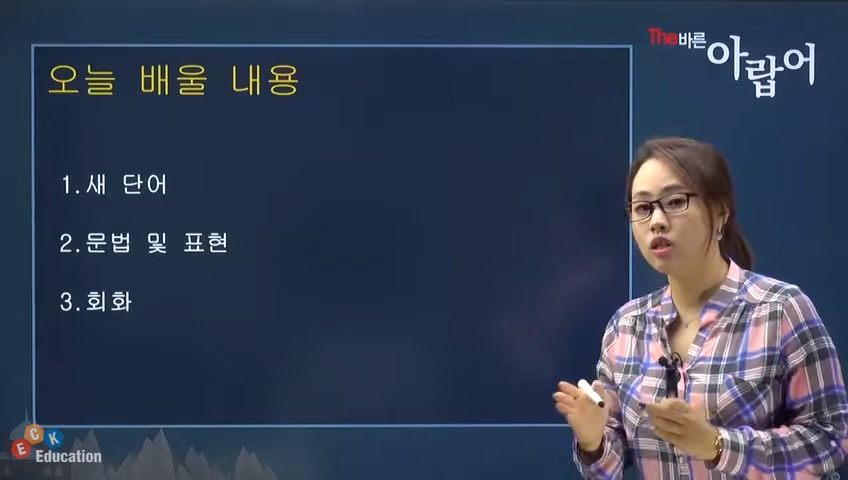 오늘 배울 내용
The바른
아랍어
1.새 단어
2.문법 및 표현
3.회화
ECK
Education